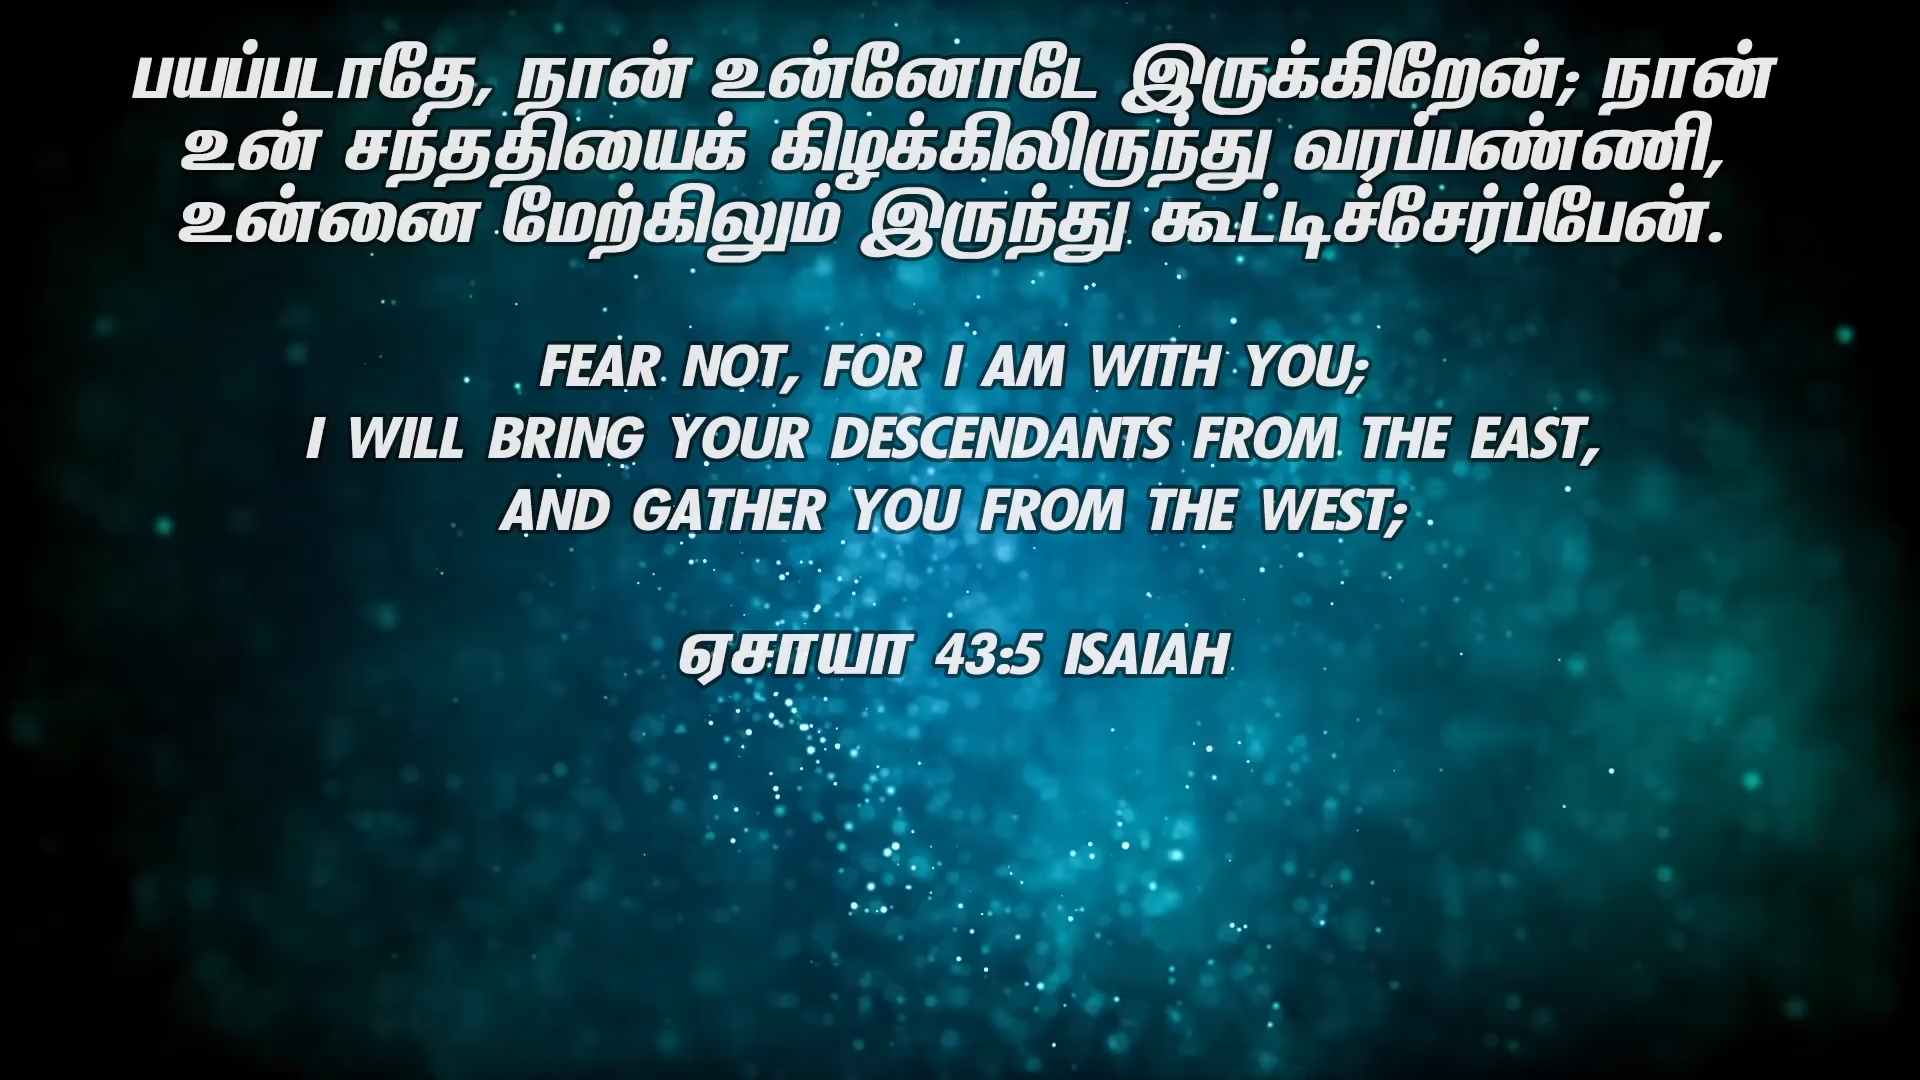 பயப்படாதே, நான் உன்னோடே இருக்கிறேன்; நான்
உன் சந்ததியைக் கிழக்கிலிருந்து வரப்பண்ணி,
உன்னை மேற்கிலும் இருந்து கூட்டிச்சேர்ப்பேன்.
FEAR NOT, FOR I AM WITH YOU;
I WILL BRING YOUR DESCENDANTS FROM THE EAST,
AND GATHER YOU FROM THE WEST;
ஏசாயா 43:5 ISAIAH